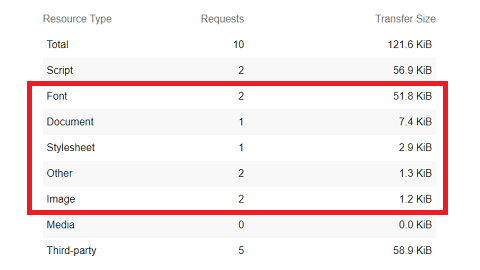 Resource Type Requests Transfer Size
Total 10 121.6 KiB
Script 2 56.9 KiB
Font 2 51.8 KiB
Document 1 7.4 KiB
Stylesheet 1 2.9 KiB
Other 2 1.3 KiB
Image 2 1.2 KiB
Media 0 0.0 KiB
Third-party 5 58.9 KiB